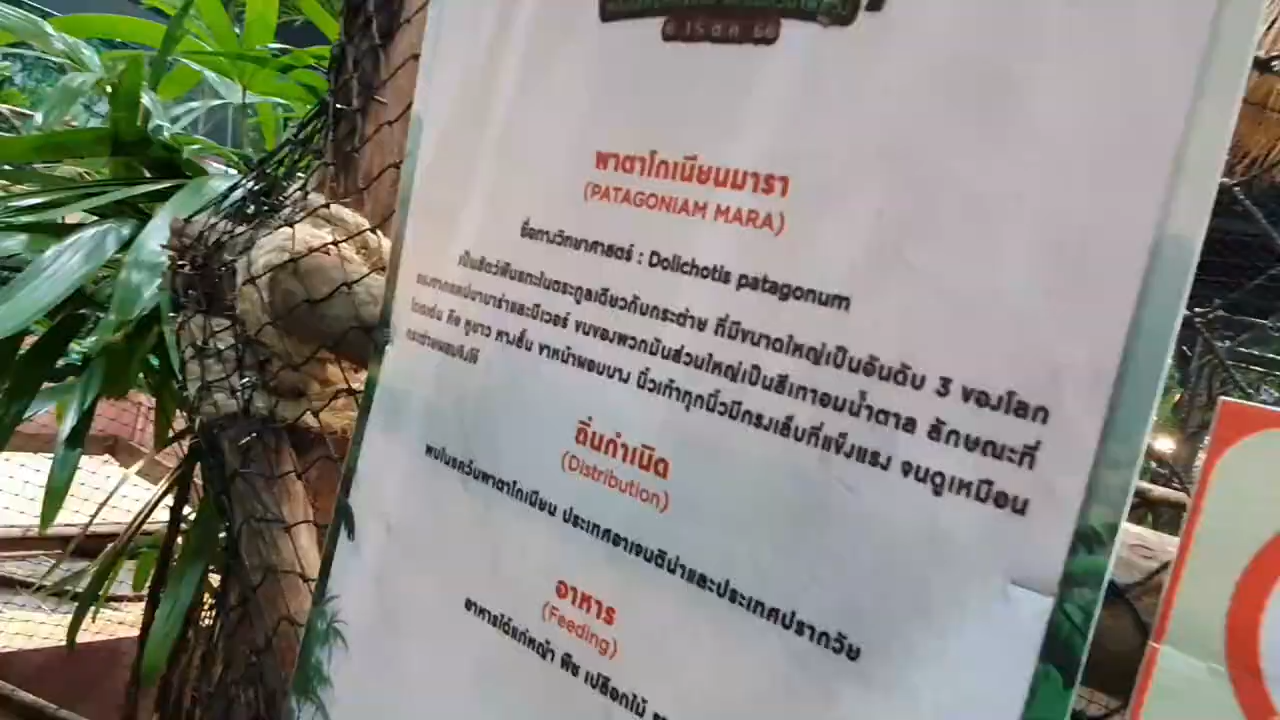 พาตาโกเนียนมารา
(PATAGONIAM MARA)
ชื่อทางวิทยาศาสตร์ : Dolichotis patagonum
เป็นสัตว์ฟันแทะในตระกูลเดียวกับกระต่าย ที่มีขนาดใหญ่เป็นอันดับ 3 ของโลก
รองจากแคปิบาบาร่าและบีเวอร์ ขนของพวกมันส่วนใหญ่เป็นสีเทาอมน้ำตาล ลักษณะที่
โดดเด่น คือ หูยาว หางสั้น ขาหน้าผอมบาง นิ้วเท้าทุกนิ้วมีกรงเล็บที่แข็งแรง จนดูเหมือน
กระต่ายผสมจิงโจ้
ถิ่นกำเนิด
(Distribution)
พบในแคว้นพาตาโกเนียน ประเทศอาเจนติน่าและประเทศปรากวัย
อาหาร
(Feeding)
อาหารได้แก่หญ้า พืช เปลือกไม้